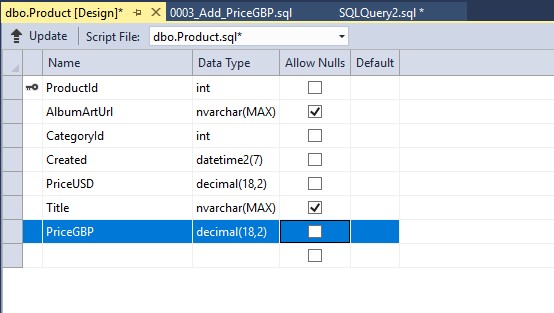 dbo.Product [Design]* 0003_Add_PriceGBP.sql SQLQuery2.sql *
Update Script File: dbo.Product.sql*
Name Data Type Allow Nulls Default
ProductId int
AlbumArtUrl nvarchar(MAX)
CategoryId int
Created datetime2(7)
PriceUSD decimal(18,2)
Title nvarchar(MAX)
PriceGBP decimal(18,2)